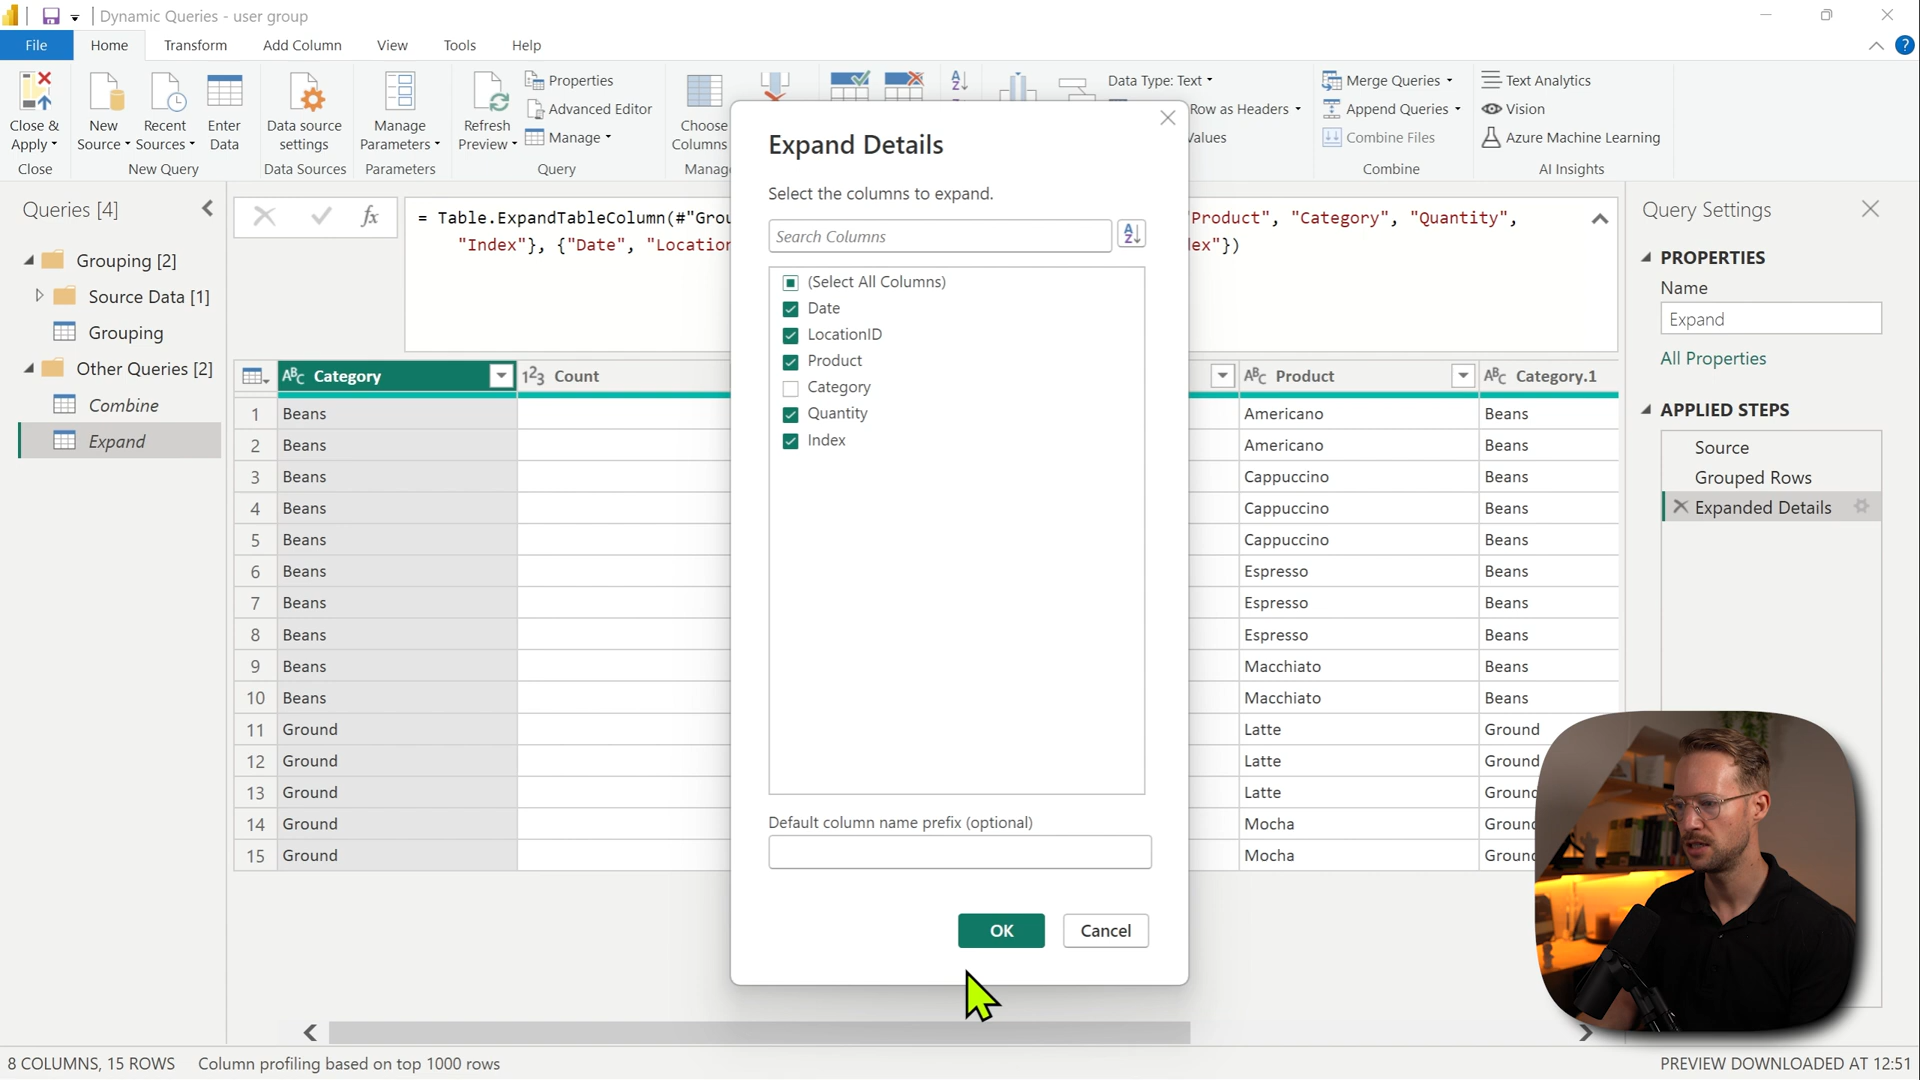 Dynamic Queries - user group
File Home Transform Add Column View Tools Help
Close & Apply
Close
New Source
Recent Sources
Enter Data
New Query
Data source settings
Data Sources
Manage Parameters
Parameters
Refresh Preview
Properties
Advanced Editor
Manage
Query
Choose Columns
Data Type: Text
Row as Headers
Merge Queries
Append Queries
Combine Files
Combine
Text Analytics
Vision
Azure Machine Learning
AI Insights
Queries [4]
Grouping [2]
Source Data [1]
Grouping
Other Queries [2]
Combine
Expand
fx
= Table.ExpandTableColumn(#"Grou Product", "Category", "Quantity",
"Index"}, {"Date", "Location ex"})
Expand Details
Select the columns to expand.
Search Columns
(Select All Columns)
Date
LocationID
Product
Category
Quantity
Index
Default column name prefix (optional)
OK Cancel
ABC Category 123 Count ABC Product ABC Category.1
1 Beans Americano Beans
2 Beans Americano Beans
3 Beans Cappuccino Beans
4 Beans Cappuccino Beans
5 Beans Cappuccino Beans
6 Beans Espresso Beans
7 Beans Espresso Beans
8 Beans Espresso Beans
9 Beans Macchiato Beans
10 Beans Macchiato Beans
11 Ground Latte Ground
12 Ground Latte Ground
13 Ground Latte Ground
14 Ground Mocha Ground
15 Ground Mocha Ground
Query Settings
PROPERTIES
Name
Expand
All Properties
APPLIED STEPS
Source
Grouped Rows
Expanded Details
8 COLUMNS, 15 ROWS Column profiling based on top 1000 rows
PREVIEW DOWNLOADED AT 12:51